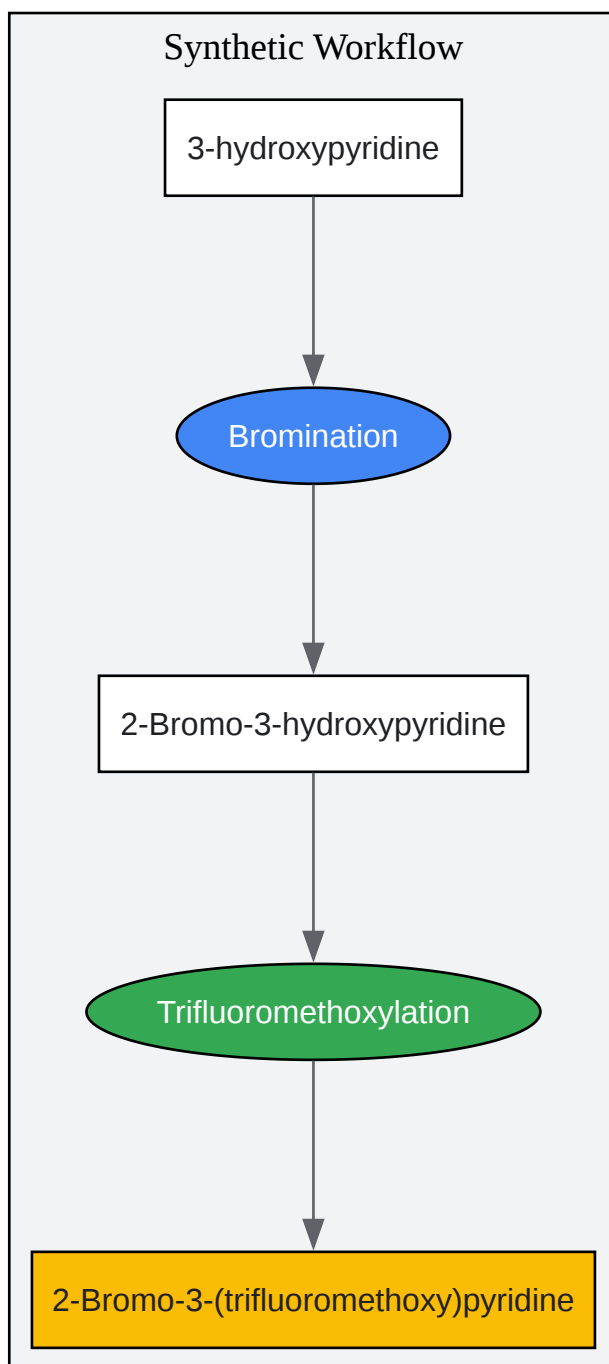 Synthetic Workflow
3-hydroxypyridine
Bromination
2-Bromo-3-hydroxypyridine
Trifluoromethoxylation
2-Bromo-3-(trifluoromethoxy)pyridine